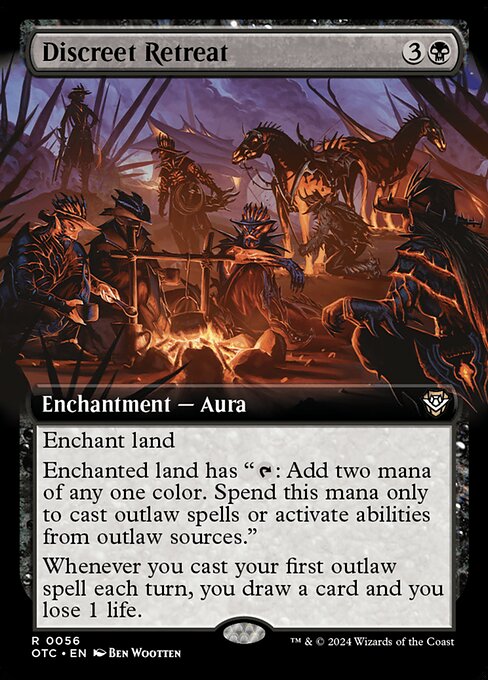 Discreet Retreat 3
Enchantment — Aura
Enchant land
Enchanted land has “: Add two mana
of any one color. Spend this mana only
to cast outlaw spells or activate abilities
from outlaw sources.”
Whenever you cast your first outlaw
spell each turn, you draw a card and you
lose 1 life.
R 0056
OTC • EN Ben Wootten
™ & © 2024 Wizards of the Coast